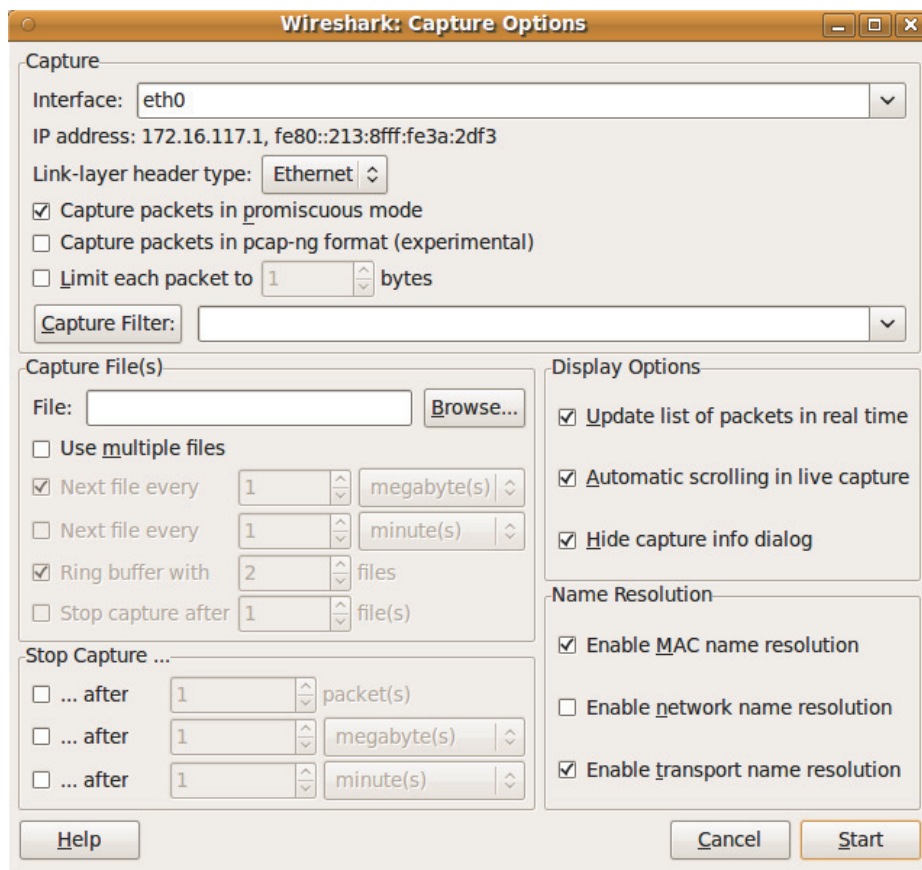 Wireshark: Capture Options
Capture
Interface: eth0
IP address: 172.16.117.1, fe80::213:8fff:fe3a:2df3
Link-layer header type: Ethernet
Capture packets in promiscuous mode
Capture packets in pcap-ng format (experimental)
Limit each packet to 1 bytes
Capture Filter:
Capture File(s)
File: Browse...
Use multiple files
Next file every 1 megabyte(s)
Next file every 1 minute(s)
Ring buffer with 2 files
Stop capture after 1 file(s)
Stop Capture ...
... after 1 packet(s)
... after 1 megabyte(s)
... after 1 minute(s)
Display Options
Update list of packets in real time
Automatic scrolling in live capture
Hide capture info dialog
Name Resolution
Enable MAC name resolution
Enable network name resolution
Enable transport name resolution
Help Cancel Start